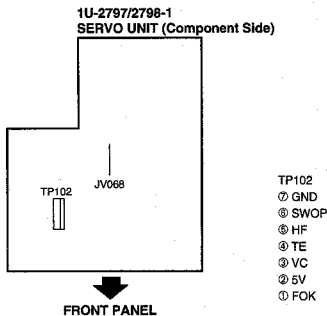 1U-2797/2798-1
SERVO UNIT (Component Side)
TP102
JV068
TP102
⑦ GND
⑥ SWOP
⑤ HF
④ TE
③ VC
② 5V
① FOK
FRONT PANEL